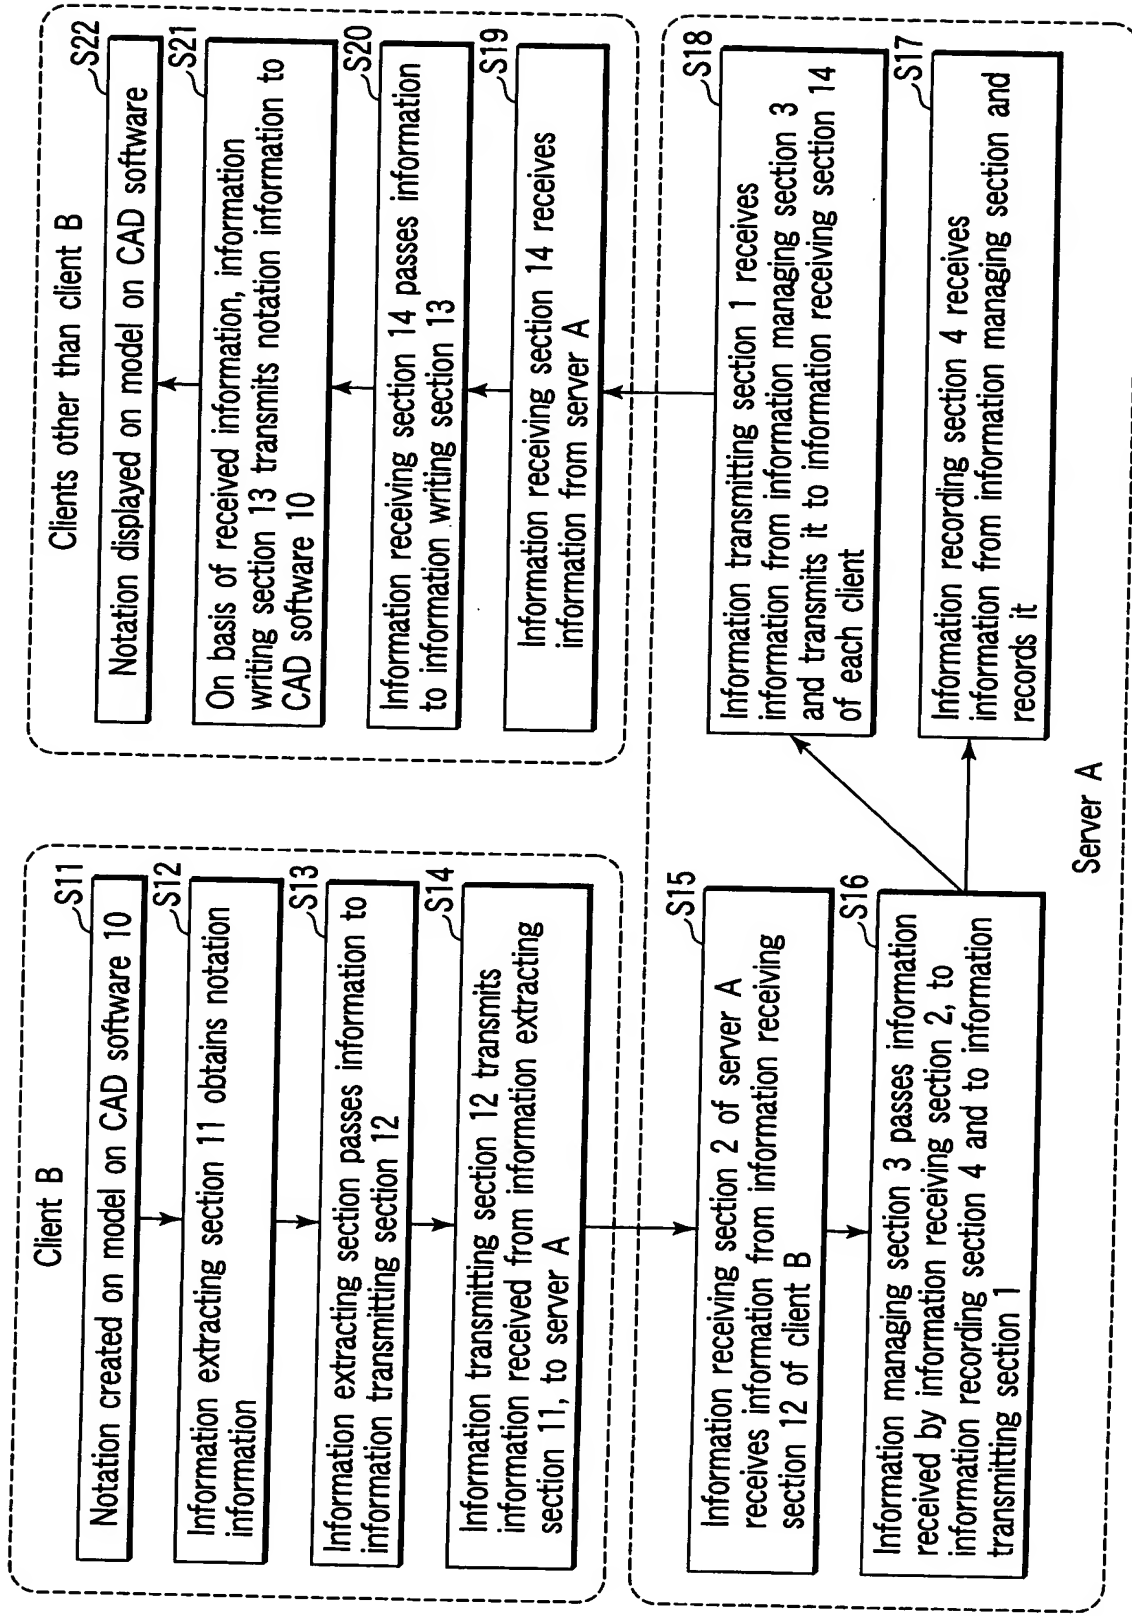 Client B
S11
Notation created on model on CAD software 10
S12
Information extracting section 11 obtains notation
information
S13
Information extracting section passes information to
information transmitting section 12
S14
Information transmitting section 12 transmits
information received from information extracting
section 11, to server A
S15
Information receiving section 2 of server A
receives information from information receiving
section 12 of client B
S16
Information managing section 3 passes information
received by information receiving section 2, to
information recording section 4 and to information
transmitting section 1
Server A
S17
Information recording section 4 receives
information from information managing section and
records it
S18
Information transmitting section 1 receives
information from information managing section 3
and transmits it to information receiving section 14
of each client
Clients other than client B
S19
Information receiving section 14 receives
information from server A
S20
Information receiving section 14 passes information
to information writing section 13
S21
On basis of received information, information
writing section 13 transmits notation information to
CAD software 10
S22
Notation displayed on model on CAD software